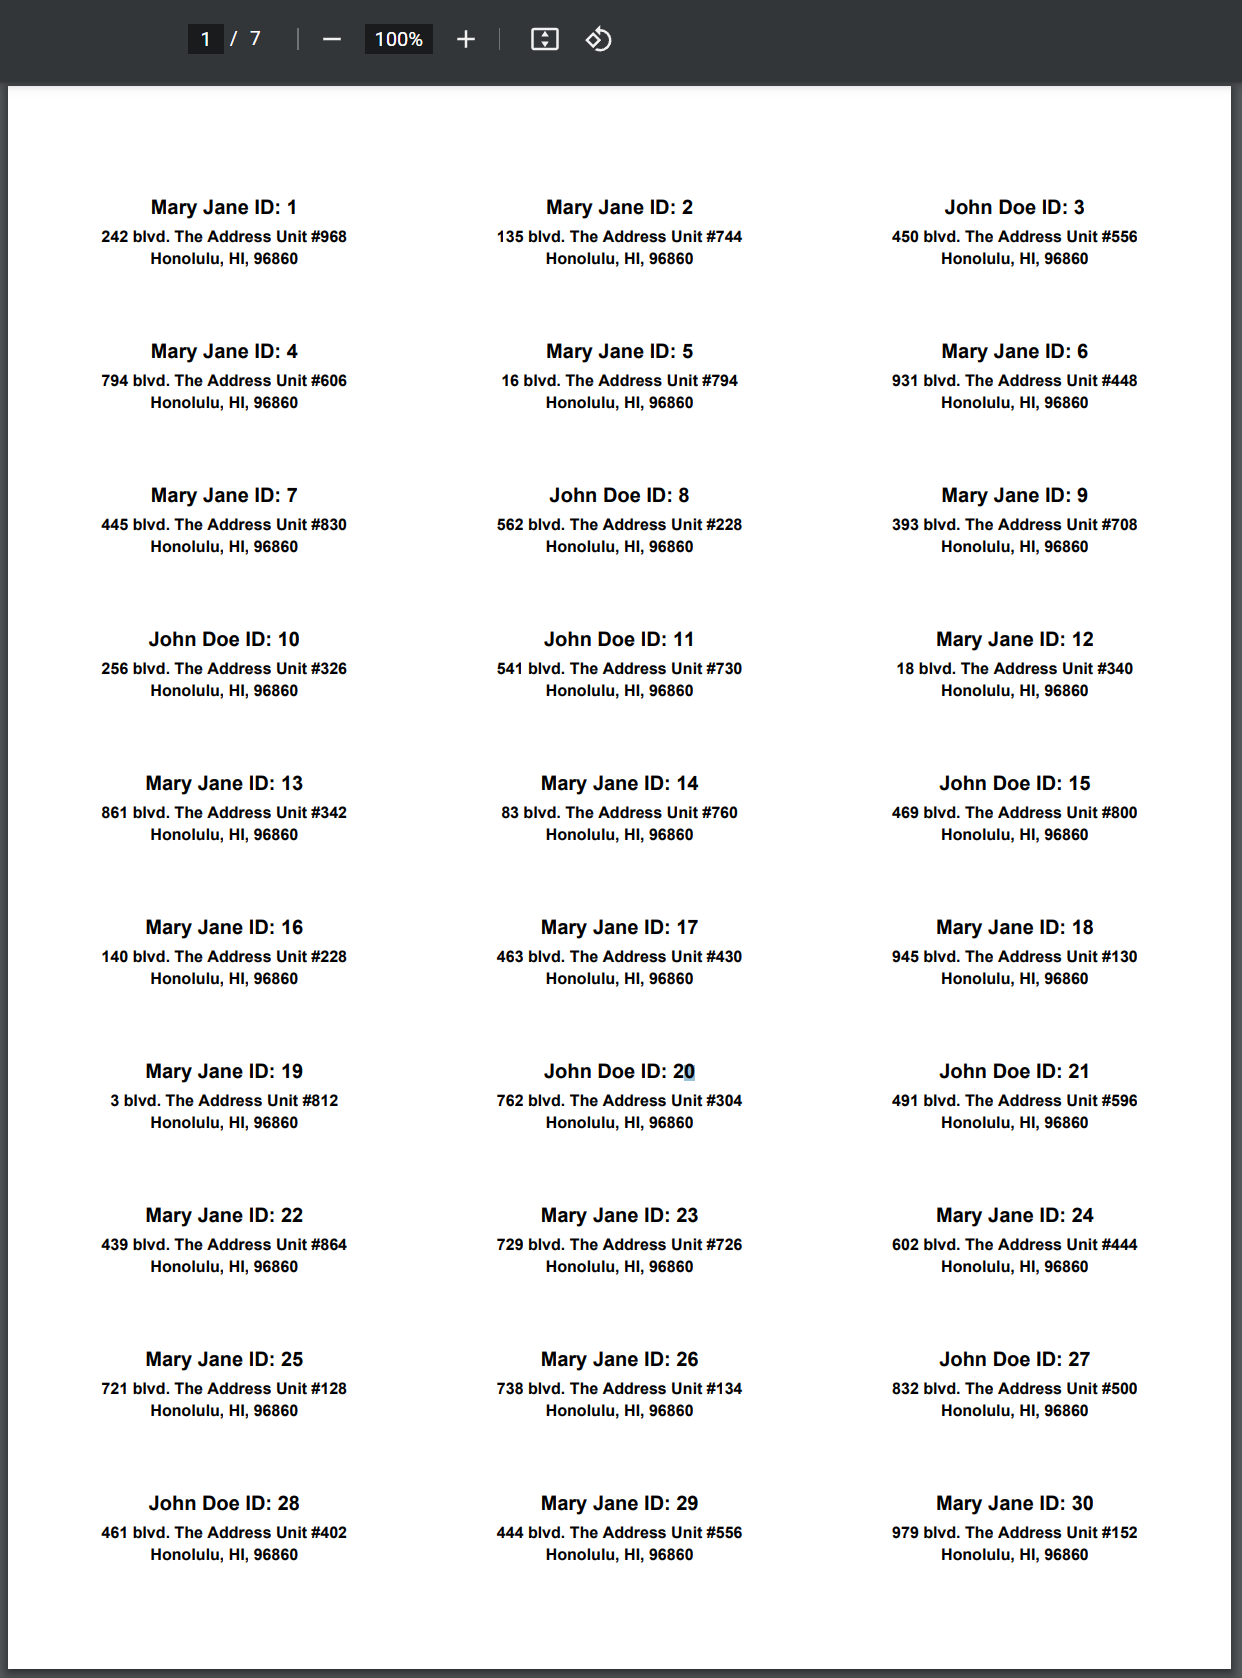 1 / 7 100%
Mary Jane ID: 1
242 blvd. The Address Unit #968
Honolulu, HI, 96860
Mary Jane ID: 2
135 blvd. The Address Unit #744
Honolulu, HI, 96860
John Doe ID: 3
450 blvd. The Address Unit #556
Honolulu, HI, 96860
Mary Jane ID: 4
794 blvd. The Address Unit #606
Honolulu, HI, 96860
Mary Jane ID: 5
16 blvd. The Address Unit #794
Honolulu, HI, 96860
Mary Jane ID: 6
931 blvd. The Address Unit #448
Honolulu, HI, 96860
Mary Jane ID: 7
445 blvd. The Address Unit #830
Honolulu, HI, 96860
John Doe ID: 8
562 blvd. The Address Unit #228
Honolulu, HI, 96860
Mary Jane ID: 9
393 blvd. The Address Unit #708
Honolulu, HI, 96860
John Doe ID: 10
256 blvd. The Address Unit #326
Honolulu, HI, 96860
John Doe ID: 11
541 blvd. The Address Unit #730
Honolulu, HI, 96860
Mary Jane ID: 12
18 blvd. The Address Unit #340
Honolulu, HI, 96860
Mary Jane ID: 13
861 blvd. The Address Unit #342
Honolulu, HI, 96860
Mary Jane ID: 14
83 blvd. The Address Unit #760
Honolulu, HI, 96860
John Doe ID: 15
469 blvd. The Address Unit #800
Honolulu, HI, 96860
Mary Jane ID: 16
140 blvd. The Address Unit #228
Honolulu, HI, 96860
Mary Jane ID: 17
463 blvd. The Address Unit #430
Honolulu, HI, 96860
Mary Jane ID: 18
945 blvd. The Address Unit #130
Honolulu, HI, 96860
Mary Jane ID: 19
3 blvd. The Address Unit #812
Honolulu, HI, 96860
John Doe ID: 20
762 blvd. The Address Unit #304
Honolulu, HI, 96860
John Doe ID: 21
491 blvd. The Address Unit #596
Honolulu, HI, 96860
Mary Jane ID: 22
439 blvd. The Address Unit #864
Honolulu, HI, 96860
Mary Jane ID: 23
729 blvd. The Address Unit #726
Honolulu, HI, 96860
Mary Jane ID: 24
602 blvd. The Address Unit #444
Honolulu, HI, 96860
Mary Jane ID: 25
721 blvd. The Address Unit #128
Honolulu, HI, 96860
Mary Jane ID: 26
738 blvd. The Address Unit #134
Honolulu, HI, 96860
John Doe ID: 27
832 blvd. The Address Unit #500
Honolulu, HI, 96860
John Doe ID: 28
461 blvd. The Address Unit #402
Honolulu, HI, 96860
Mary Jane ID: 29
444 blvd. The Address Unit #556
Honolulu, HI, 96860
Mary Jane ID: 30
979 blvd. The Address Unit #152
Honolulu, HI, 96860